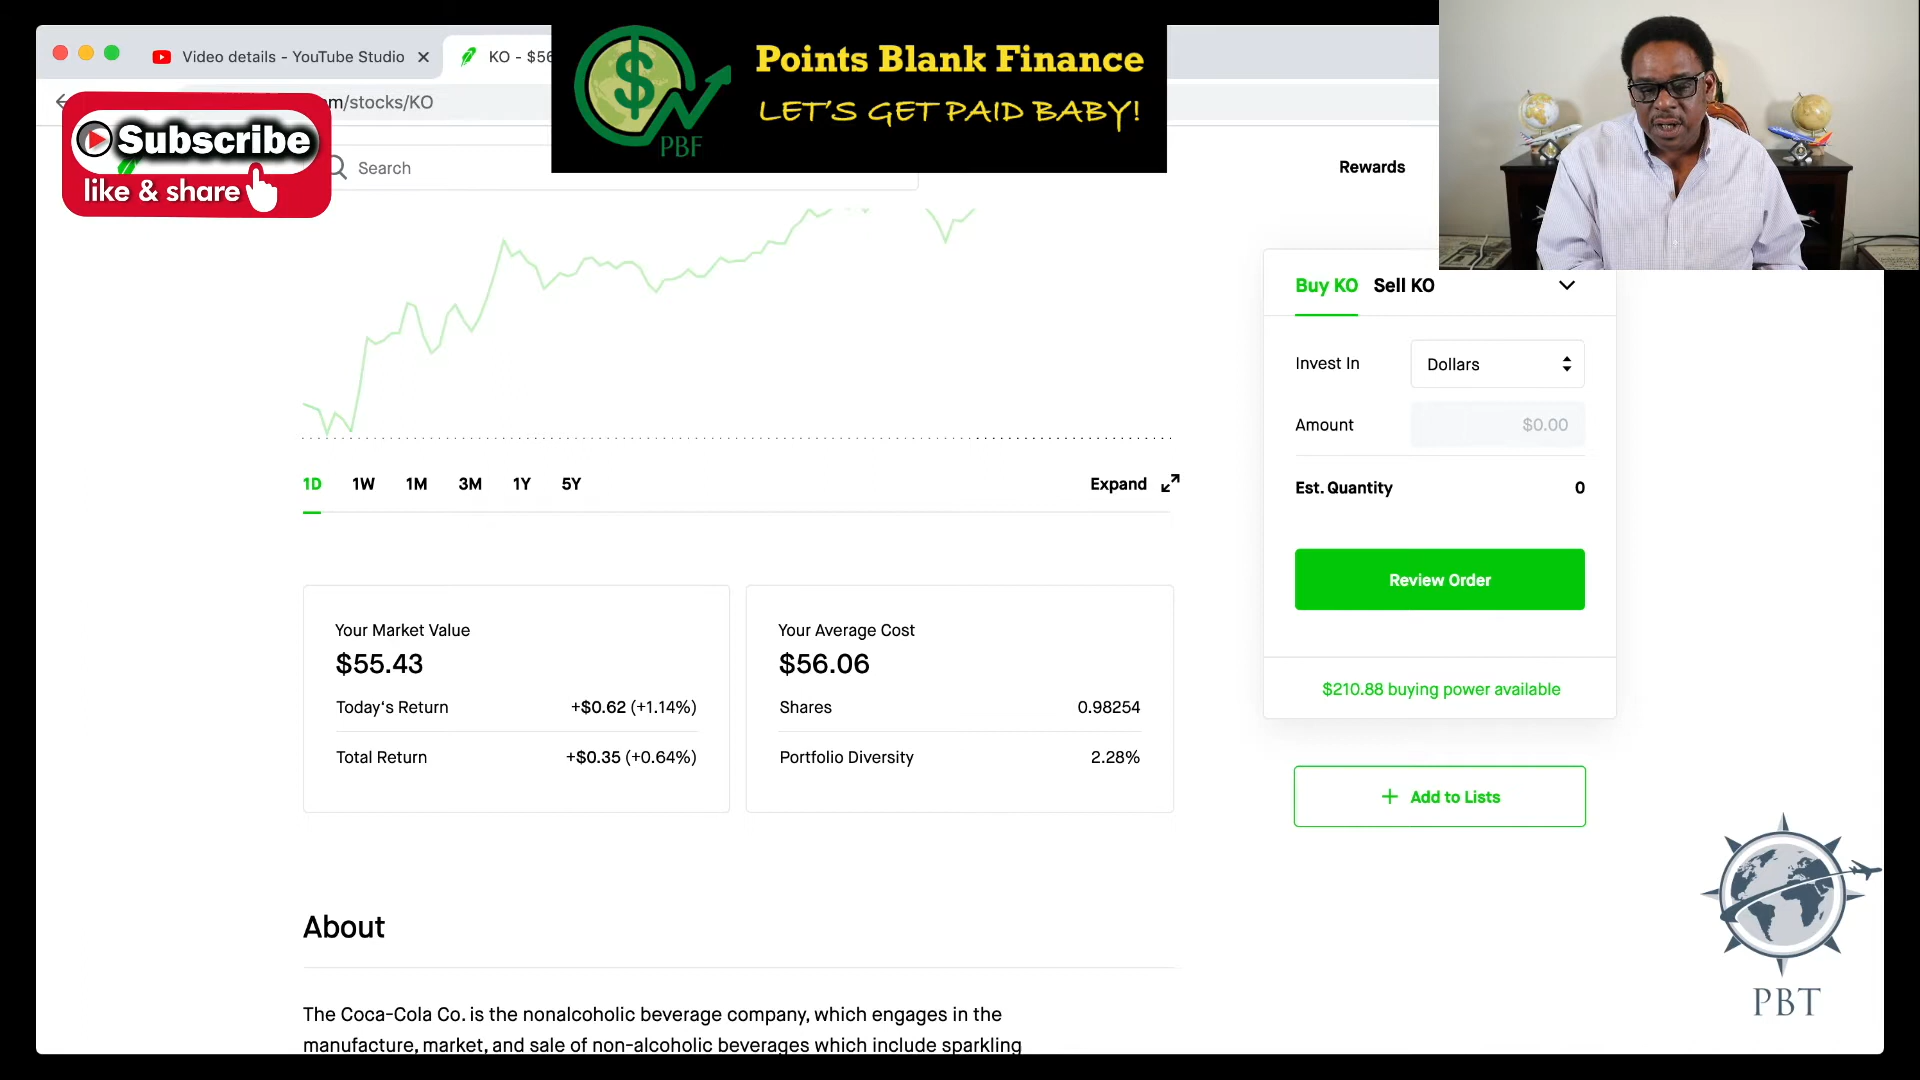 Video details - YouTube Studio
KO - $56
Points Blank Finance
LET'S GET PAID BABY!
PBF
m/stocks/KO
Subscribe
like & share
Search
Rewards
Buy KO Sell KO
Invest In Dollars
Amount $0.00
Est. Quantity 0
Review Order
$210.88 buying power available
Add to Lists
1D 1W 1M 3M 1Y 5Y Expand
Your Market Value
$55.43
Today's Return +$0.62 (+1.14%)
Total Return +$0.35 (+0.64%)
Your Average Cost
$56.06
Shares 0.98254
Portfolio Diversity 2.28%
About
The Coca-Cola Co. is the nonalcoholic beverage company, which engages in the
manufacture, market, and sale of non-alcoholic beverages which include sparkling
PBT